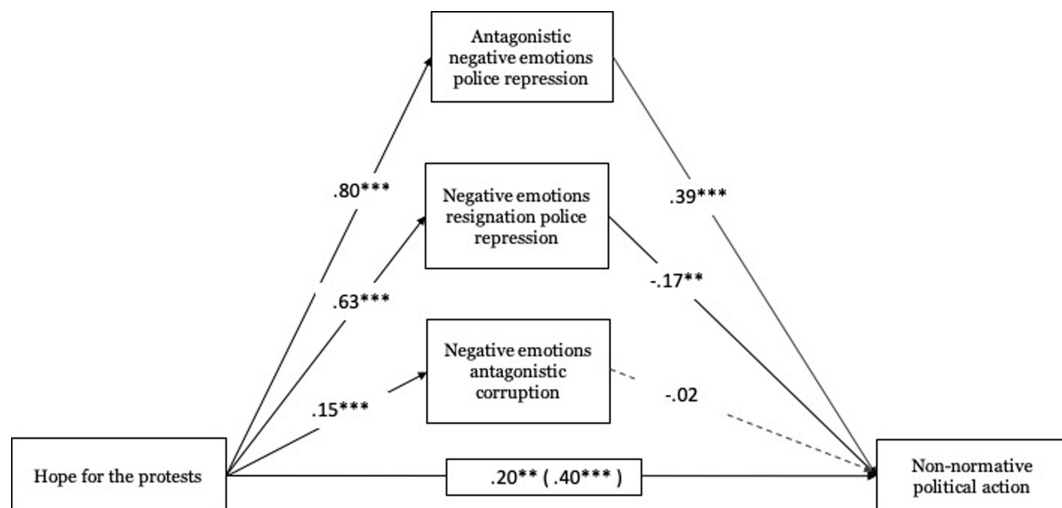 Antagonistic
negative emotions
police repression
.80***
.39***
Negative emotions
resignation police
repression
.63***
-.17**
Negative emotions
antagonistic
corruption
.15***
-.02
Hope for the protests
.20** ( .40*** )
Non-normative
political action